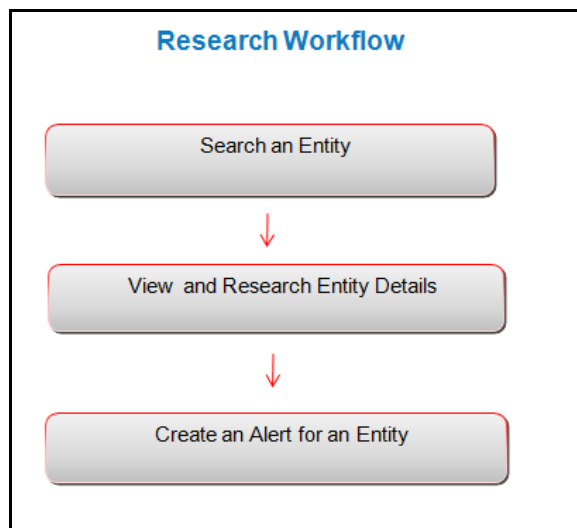 Research Workflow
Search an Entity
View and Research Entity Details
Create an Alert for an Entity